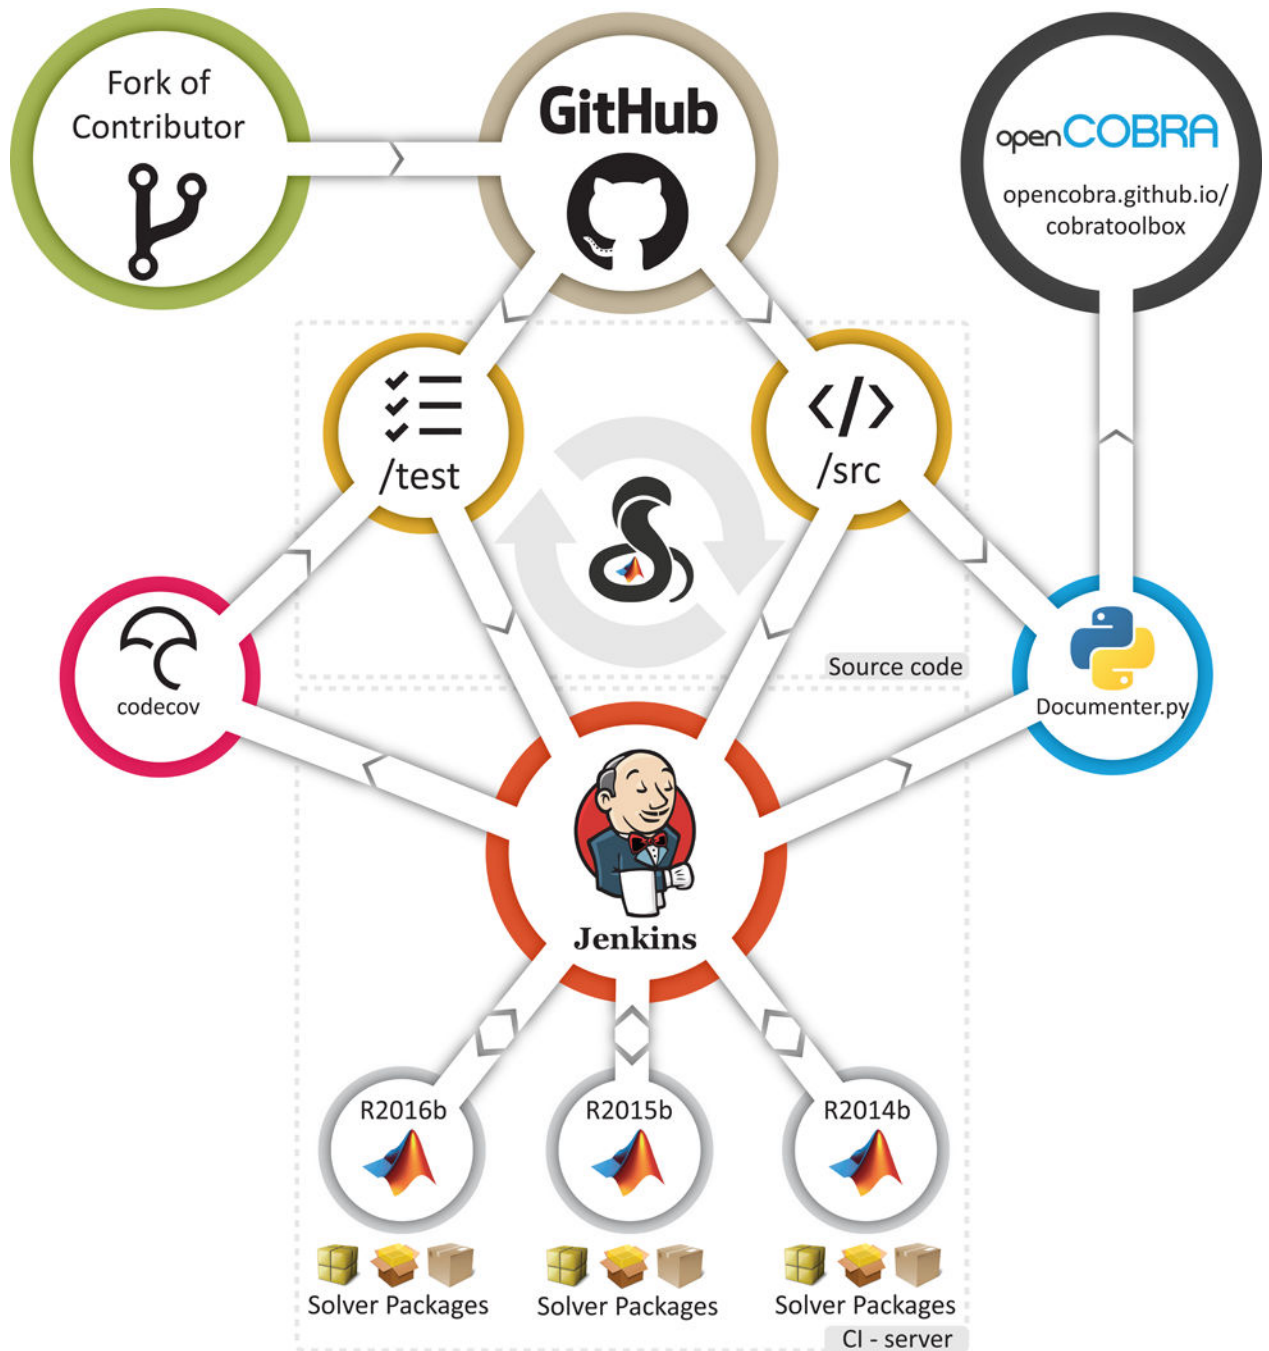 Fork of
Contributor
GitHub
openCOBRA
opencobra.github.io/
cobratoolbox
/test
</>
/src
Source code
codecov
Documenter.py
Jenkins
R2016b
R2015b
R2014b
Solver Packages
Solver Packages
Solver Packages
CI - server